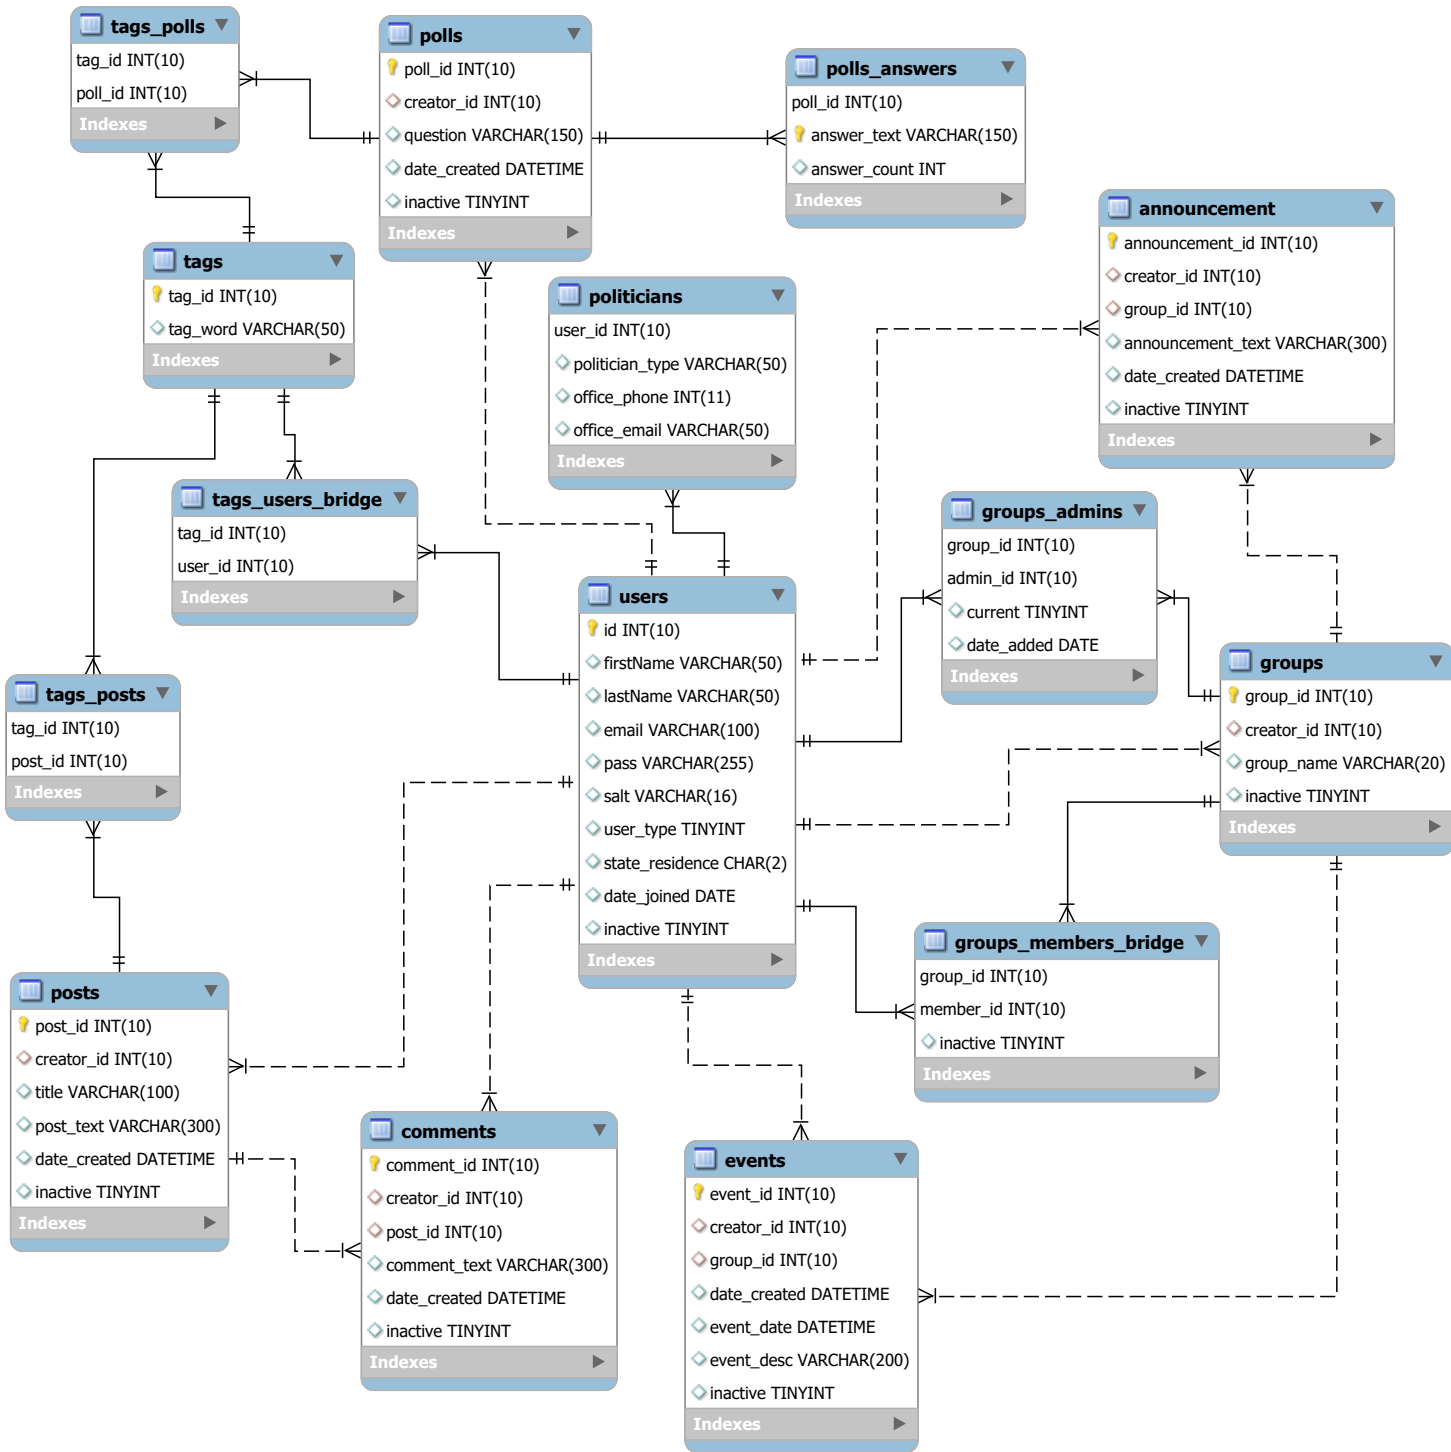 tags_polls
tag_id INT(10)
poll_id INT(10)
Indexes
polls
poll_id INT(10)
creator_id INT(10)
question VARCHAR(150)
date_created DATETIME
inactive TINYINT
Indexes
polls_answers
poll_id INT(10)
answer_text VARCHAR(150)
answer_count INT
Indexes
announcement
announcement_id INT(10)
creator_id INT(10)
group_id INT(10)
announcement_text VARCHAR(300)
date_created DATETIME
inactive TINYINT
Indexes
tags
tag_id INT(10)
tag_word VARCHAR(50)
Indexes
politicians
user_id INT(10)
politician_type VARCHAR(50)
office_phone INT(11)
office_email VARCHAR(50)
Indexes
tags_users_bridge
tag_id INT(10)
user_id INT(10)
Indexes
groups_admins
group_id INT(10)
admin_id INT(10)
current TINYINT
date_added DATE
Indexes
users
id INT(10)
firstName VARCHAR(50)
lastName VARCHAR(50)
email VARCHAR(100)
pass VARCHAR(255)
salt VARCHAR(16)
user_type TINYINT
state_residence CHAR(2)
date_joined DATE
inactive TINYINT
Indexes
groups
group_id INT(10)
creator_id INT(10)
group_name VARCHAR(20)
inactive TINYINT
Indexes
tags_posts
tag_id INT(10)
post_id INT(10)
Indexes
groups_members_bridge
group_id INT(10)
member_id INT(10)
inactive TINYINT
Indexes
posts
post_id INT(10)
creator_id INT(10)
title VARCHAR(100)
post_text VARCHAR(300)
date_created DATETIME
inactive TINYINT
Indexes
comments
comment_id INT(10)
creator_id INT(10)
post_id INT(10)
comment_text VARCHAR(300)
date_created DATETIME
inactive TINYINT
Indexes
events
event_id INT(10)
creator_id INT(10)
group_id INT(10)
date_created DATETIME
event_date DATETIME
event_desc VARCHAR(200)
inactive TINYINT
Indexes